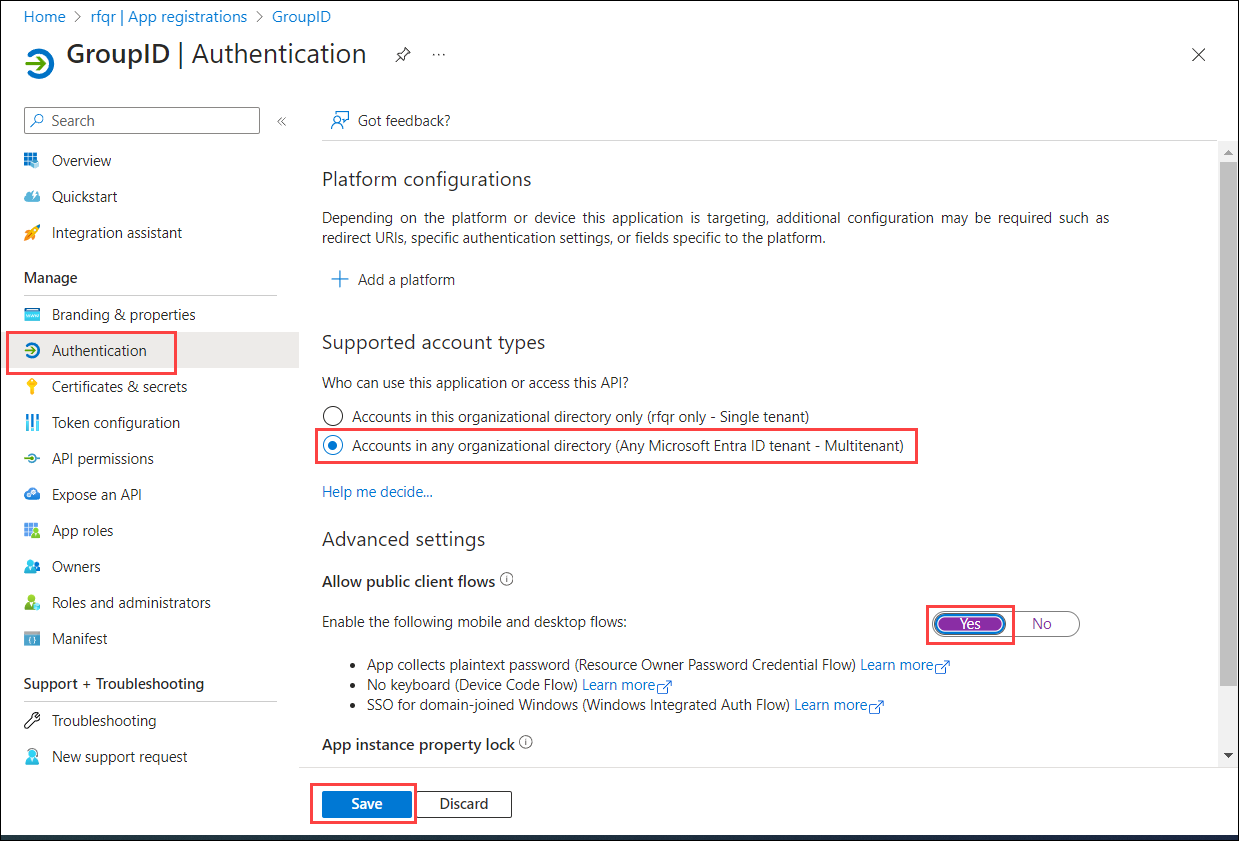 Home > rfqr | App registrations > GroupID
GroupID | Authentication
Search
Overview
Quickstart
Integration assistant
Manage
Branding & properties
Authentication
Certificates & secrets
Token configuration
API permissions
Expose an API
App roles
Owners
Roles and administrators
Manifest
Support + Troubleshooting
Troubleshooting
New support request
Got feedback?
Platform configurations
Depending on the platform or device this application is targeting, additional configuration may be required such as
redirect URIs, specific authentication settings, or fields specific to the platform.
Add a platform
Supported account types
Who can use this application or access this API?
Accounts in this organizational directory only (rfqr only - Single tenant)
Accounts in any organizational directory (Any Microsoft Entra ID tenant - Multitenant)
Help me decide...
Advanced settings
Allow public client flows
Enable the following mobile and desktop flows:
Yes No
• App collects plaintext password (Resource Owner Password Credential Flow) Learn more
• No keyboard (Device Code Flow) Learn more
• SSO for domain-joined Windows (Windows Integrated Auth Flow) Learn more
App instance property lock
Save Discard